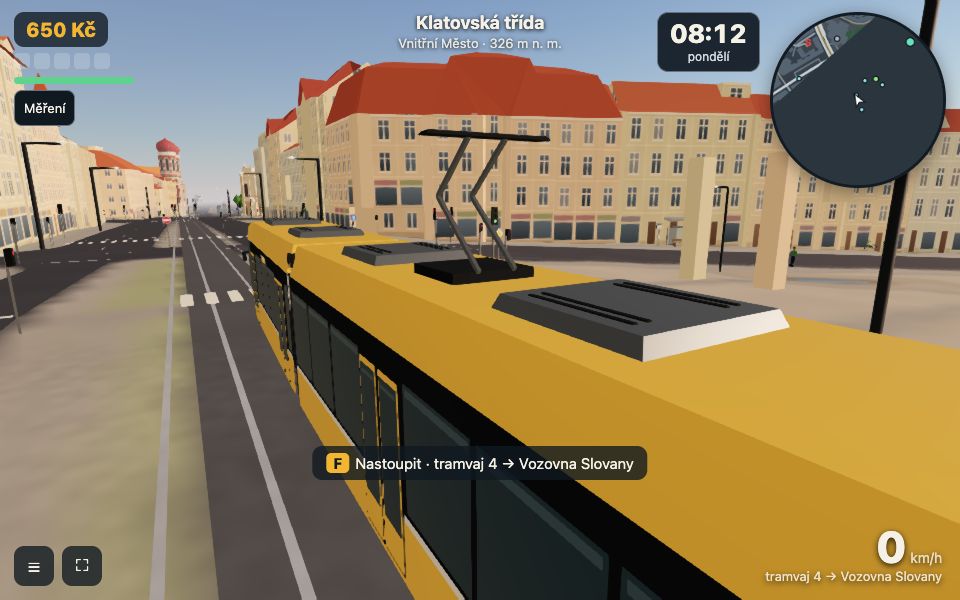 650 Kč
Klatovská třída
Vnitřní Město · 326 m n. m.
08:12
pondělí
Měření
F Nastoupit · tramvaj 4 → Vozovna Slovany
0 km/h
tramvaj 4 → Vozovna Slovany